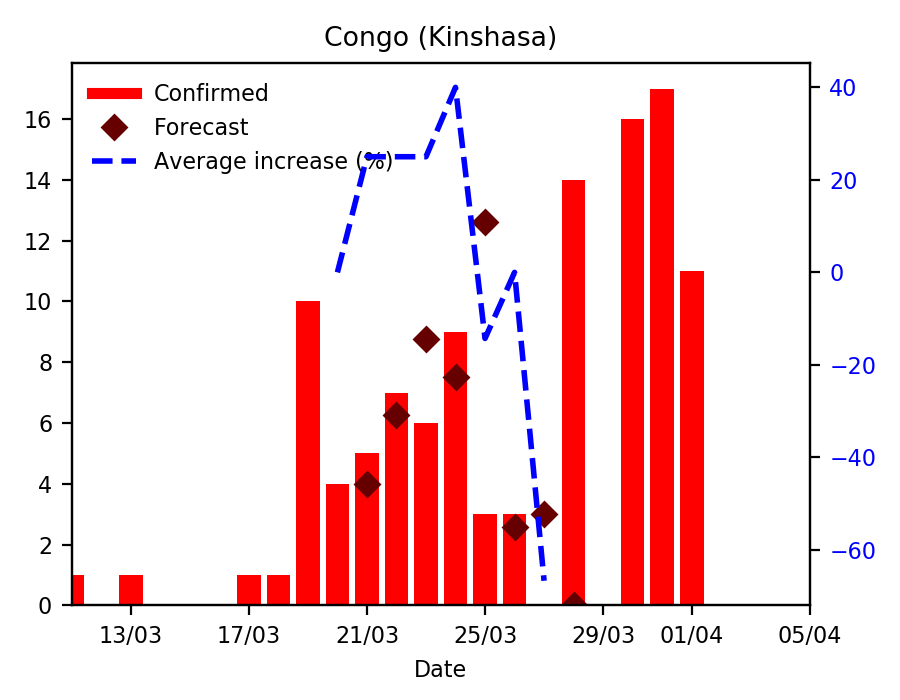 Congo (Kinshasa)
Confirmed
Forecast
Average increase (%)
16
14
12
10
8
6
4
2
0
40
20
0
−20
−40
−60
13/03 17/03 21/03 25/03 29/03 01/04 05/04
Date